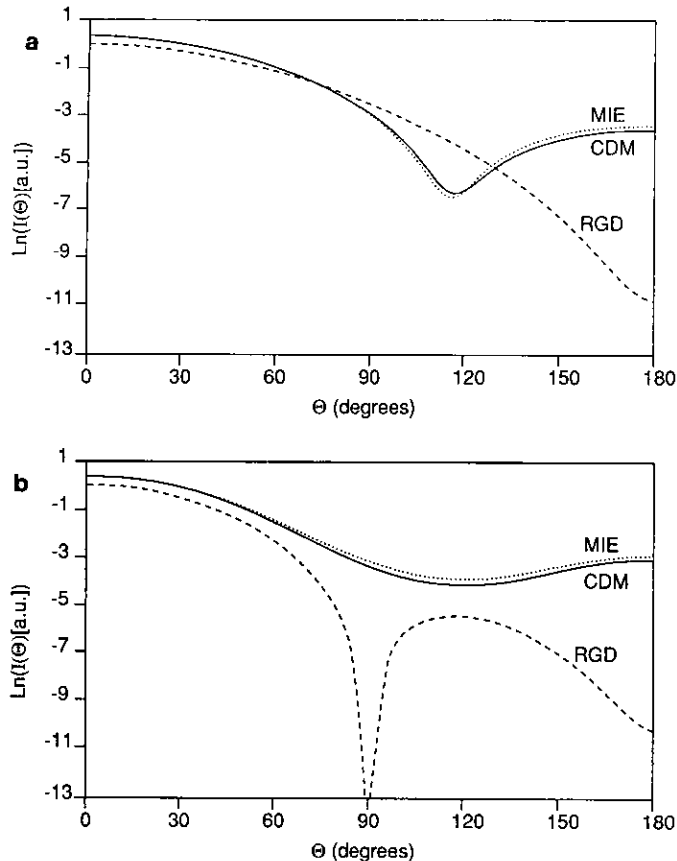 a
Ln(I(Θ)[a.u.])
1
-1
-3
-5
-7
-9
-11
-13
MIE
CDM
RGD
0 30 60 90 120 150 180
Θ (degrees)
b
Ln(I(Θ)[a.u.])
1
-1
-3
-5
-7
-9
-11
-13
MIE
CDM
RGD
0 30 60 90 120 150 180
Θ (degrees)